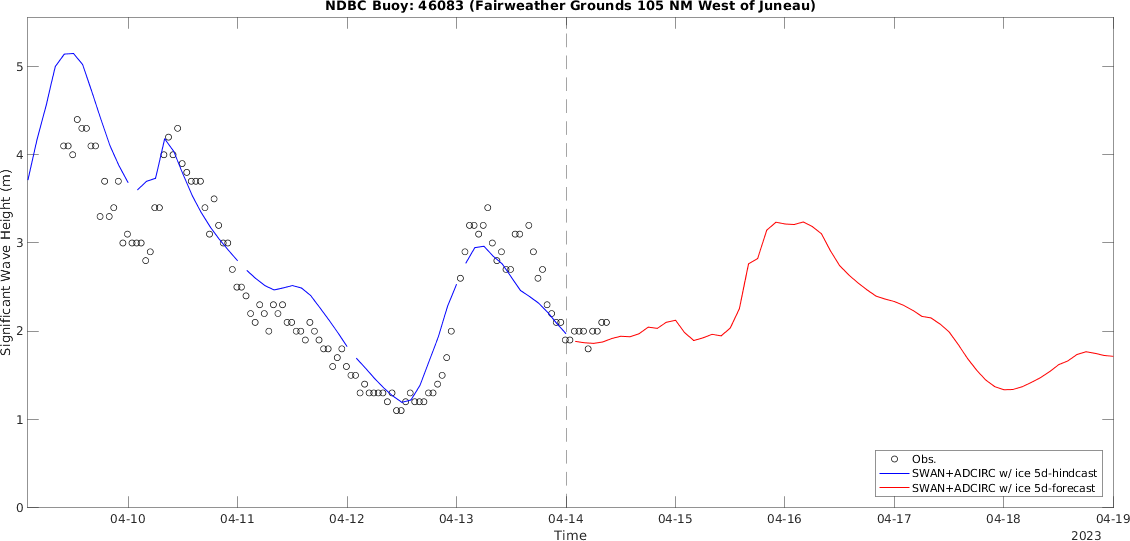 NDBC Buoy: 46083 (Fairweather Grounds 105 NM West of Juneau)
Significant Wave Height (m)
5
4
3
2
1
0
Obs.
SWAN+ADCIRC w/ ice 5d-hindcast
SWAN+ADCIRC w/ ice 5d-forecast
04-10 04-11 04-12 04-13 04-14 04-15 04-16 04-17 04-18 04-19
Time
2023